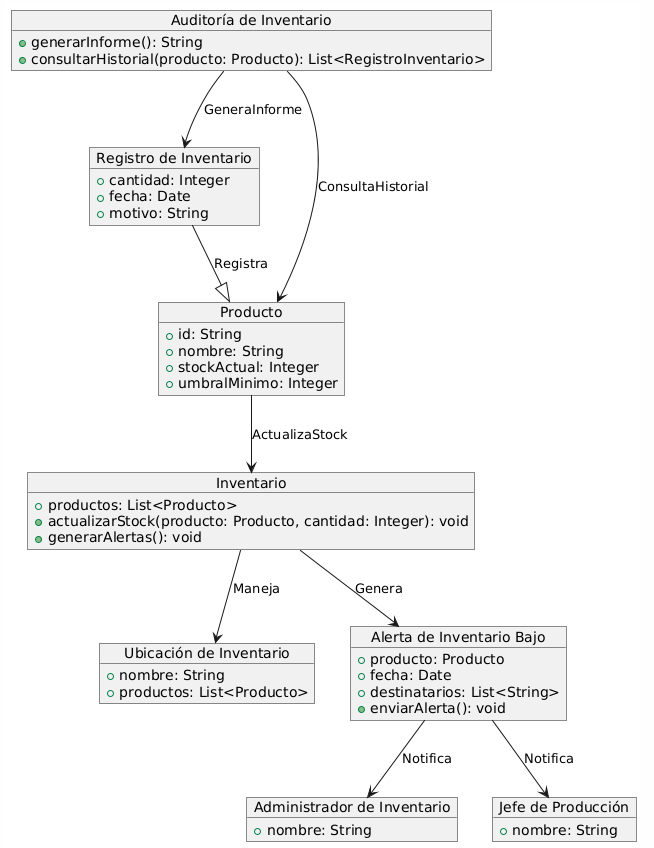 Auditoría de Inventario
generarInforme(): String
consultarHistorial(producto: Producto): List<RegistroInventario>
GeneraInforme
Registro de Inventario
cantidad: Integer
fecha: Date
motivo: String
ConsultaHistorial
Registra
Producto
id: String
nombre: String
stockActual: Integer
umbralMinimo: Integer
ActualizaStock
Inventario
productos: List<Producto>
actualizarStock(producto: Producto, cantidad: Integer): void
generarAlertas(): void
Maneja
Genera
Ubicación de Inventario
nombre: String
productos: List<Producto>
Alerta de Inventario Bajo
producto: Producto
fecha: Date
destinatarios: List<String>
enviarAlerta(): void
Notifica
Notifica
Administrador de Inventario
nombre: String
Jefe de Producción
nombre: String